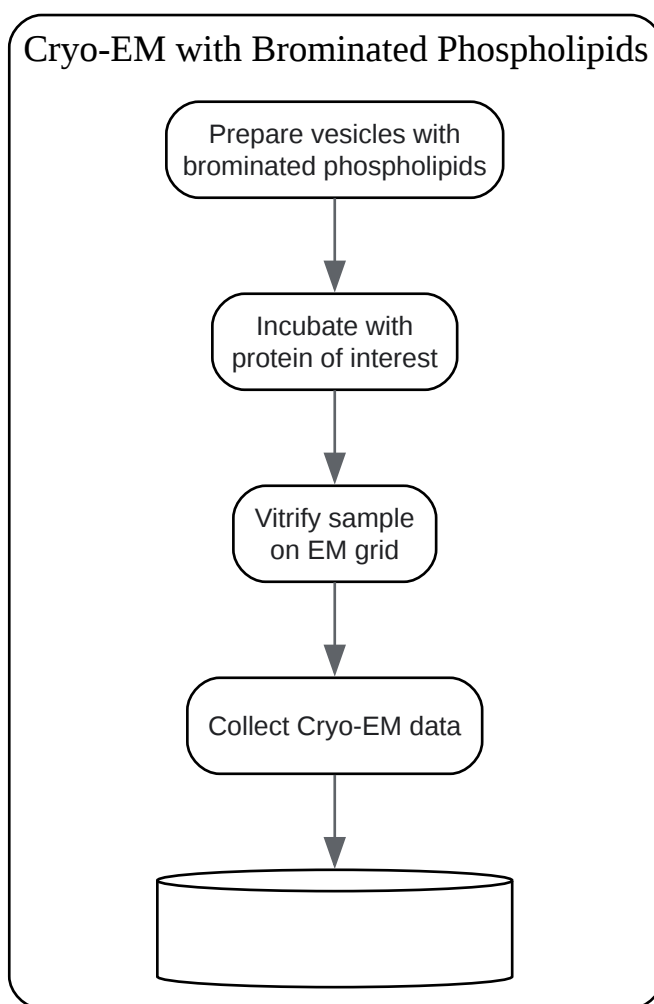 Cryo-EM with Brominated Phospholipids
Prepare vesicles with
brominated phospholipids
Incubate with
protein of interest
Vitrify sample
on EM grid
Collect Cryo-EM data